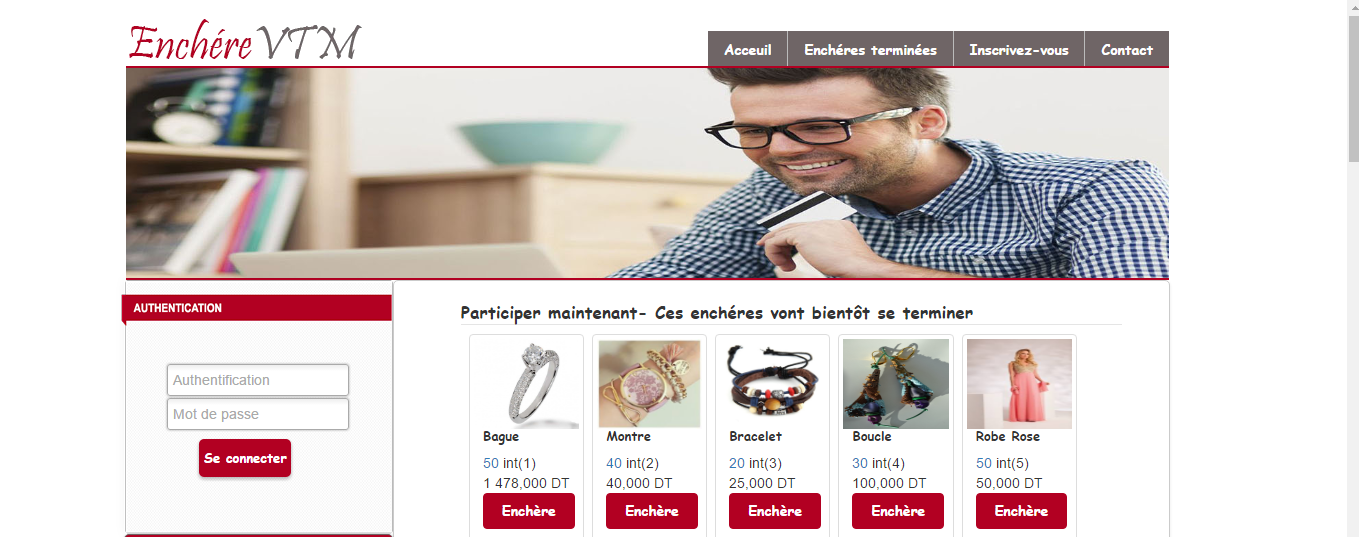 Enchére VTM
Acceuil Enchéres terminées Inscrivez-vous Contact
AUTHENTICATION
Authentification
Mot de passe
Se connecter
Participer maintenant- Ces enchéres vont bientôt se terminer
Bague Montre Bracelet Boucle Robe Rose
50 int(1) 40 int(2) 20 int(3) 30 int(4) 50 int(5)
1 478,000 DT 40,000 DT 25,000 DT 100,000 DT 50,000 DT
Enchère Enchère Enchère Enchère Enchère